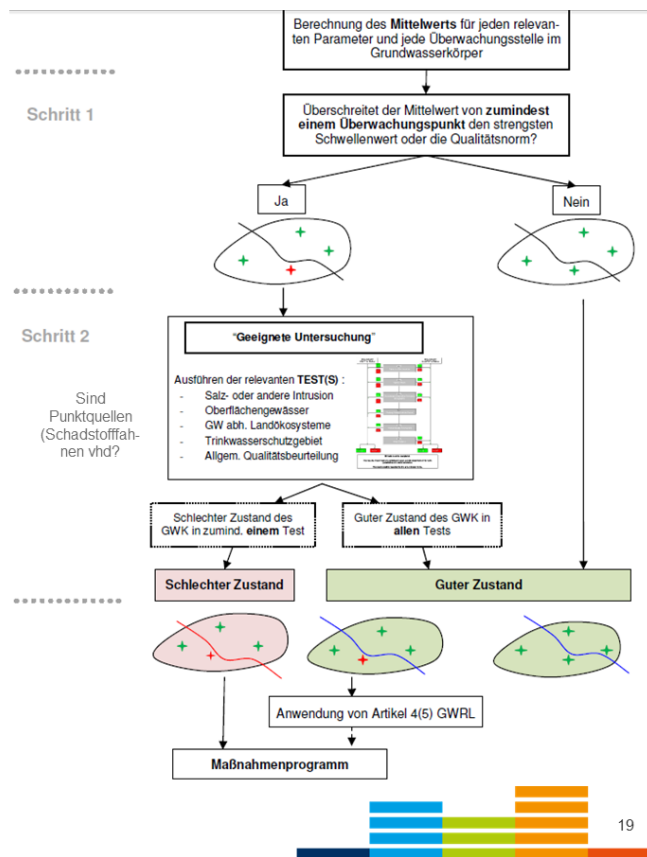 Berechnung des Mittelwerts für jeden relevan-
ten Parameter und jede Überwachungsstelle im
Grundwasserkörper
Schritt 1
Überschreitet der Mittelwert von zumindest
einem Überwachungspunkt den strengsten
Schwellenwert oder die Qualitätsnorm?
Ja
Nein
Schritt 2
"Geeignete Untersuchung"
Sind
Punktquellen
(Schadstofffah-
nen vhd?
Ausführen der relevanten TEST(S) :
- Salz- oder andere Intrusion
- Oberflächengewässer
- GW abh. Landökosysteme
- Trinkwasserschutzgebiet
- Allgem. Qualitätsbeurteilung
Schlechter Zustand des
GWK in zumind. einem Test
Guter Zustand des GWK in
allen Tests
Schlechter Zustand
Guter Zustand
Anwendung von Artikel 4(5) GWRL
Maßnahmenprogramm
19